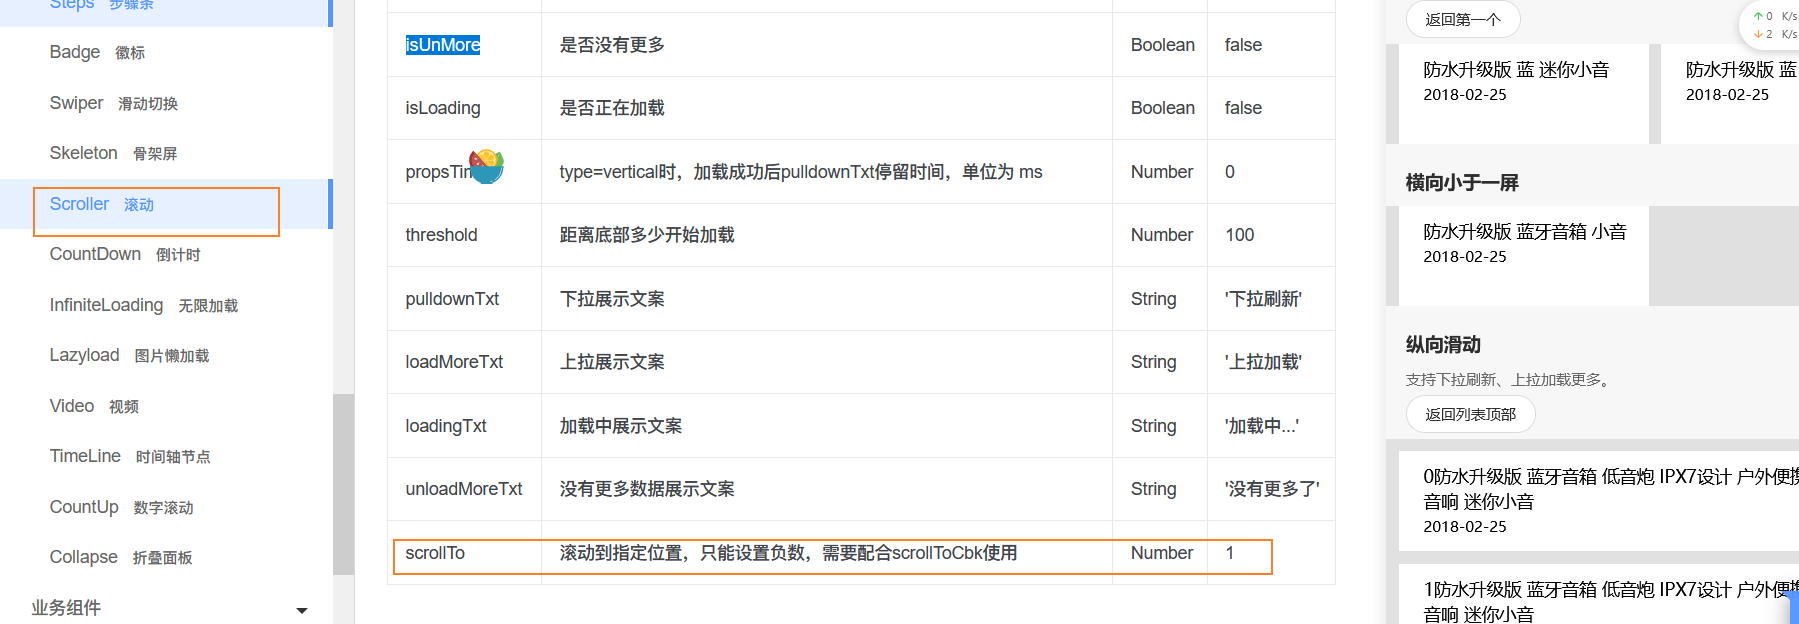 Steps 步骤条
Badge 徽标
Swiper 滑动切换
Skeleton 骨架屏
Scroller 滚动
CountDown 倒计时
InfiniteLoading 无限加载
Lazyload 图片懒加载
Video 视频
TimeLine 时间轴节点
CountUp 数字滚动
Collapse 折叠面板
业务组件
isUnMore 是否没有更多 Boolean false
isLoading 是否正在加载 Boolean false
propsTim type=vertical时，加载成功后pulldownTxt停留时间，单位为 ms Number 0
threshold 距离底部多少开始加载 Number 100
pulldownTxt 下拉展示文案 String '下拉刷新'
loadMoreTxt 上拉展示文案 String '上拉加载'
loadingTxt 加载中展示文案 String '加载中...'
unloadMoreTxt 没有更多数据展示文案 String '没有更多了'
scrollTo 滚动到指定位置，只能设置负数，需要配合scrollToCbk使用 Number 1
返回第一个
0 K/s
2 K/s
防水升级版 蓝 迷你小音
2018-02-25
防水升级版 蓝
2018-02-25
横向小于一屏
防水升级版 蓝牙音箱 小音
2018-02-25
纵向滑动
支持下拉刷新、上拉加载更多。
返回列表顶部
0防水升级版 蓝牙音箱 低音炮 IPX7设计 户外便携
音响 迷你小音
2018-02-25
1防水升级版 蓝牙音箱 低音炮 IPX7设计 户外便携
音响 迷你小音